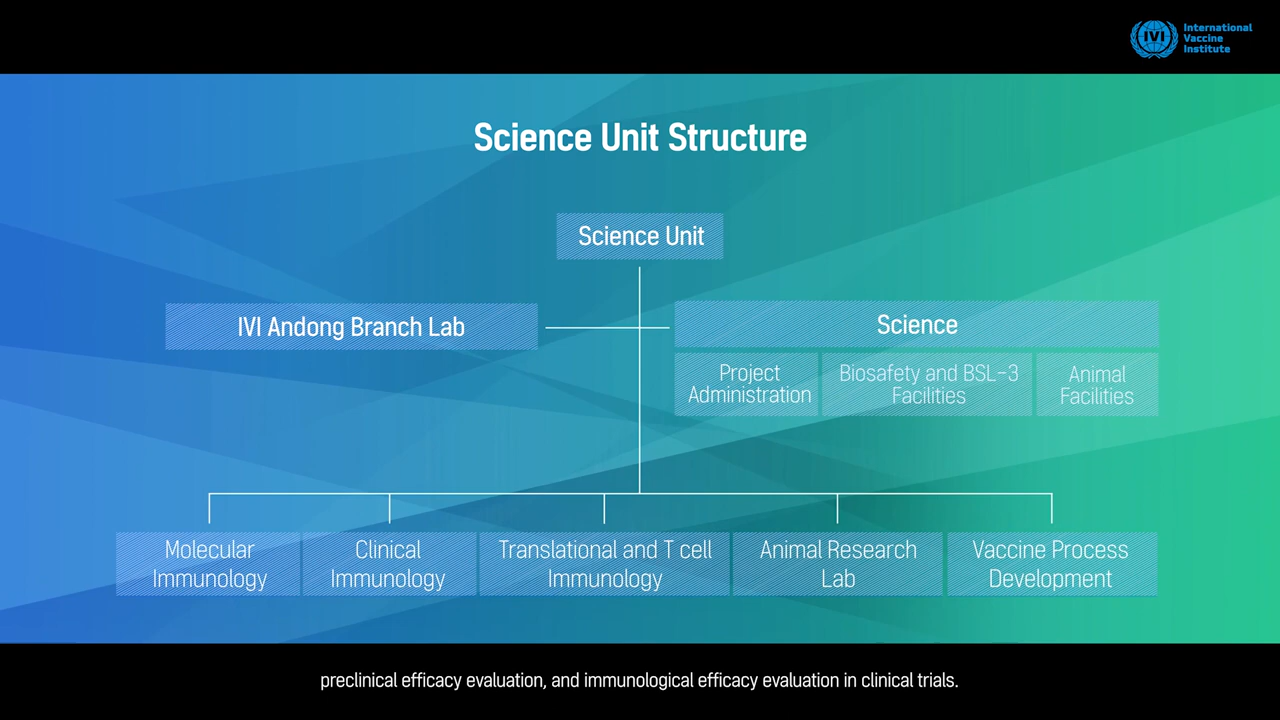 International
Vaccine
Institute
IVI
Science Unit Structure
Science Unit
IVI Andong Branch Lab
Science
Project
Administration
Biosafety and BSL-3
Facilities
Animal
Facilities
Molecular
Immunology
Clinical
Immunology
Translational and T cell
Immunology
Animal Research
Lab
Vaccine Process
Development
preclinical efficacy evaluation, and immunological efficacy evaluation in clinical trials.